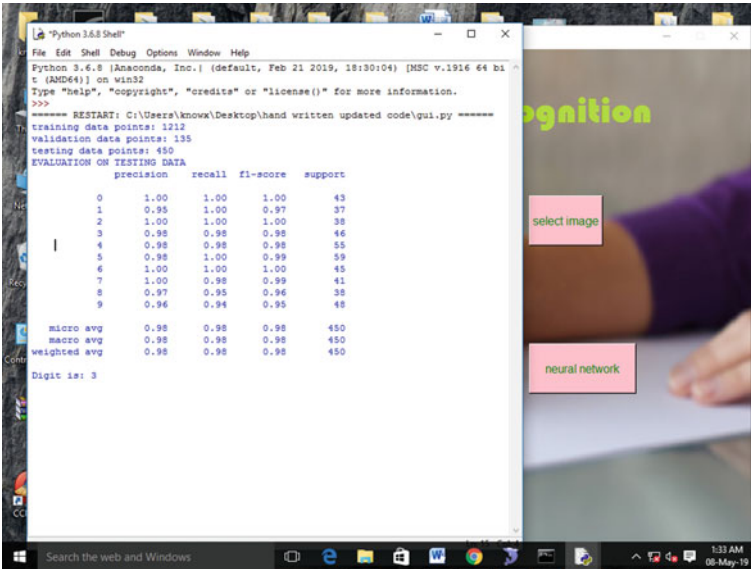 *Python 3.6.8 Shell*
File Edit Shell Debug Options Window Help
Python 3.6.8 |Anaconda, Inc.| (default, Feb 21 2019, 18:30:04) [MSC v.1916 64 bi
t (AMD64)] on win32
Type "help", "copyright", "credits" or "license()" for more information.
>>>
====== RESTART: C:\Users\knowx\Desktop\hand written updated code\gui.py ======
training data points: 1212
validation data points: 135
testing data points: 450
EVALUATION ON TESTING DATA
precision recall f1-score support
0 1.00 1.00 1.00 43
1 0.95 1.00 0.97 37
2 1.00 1.00 1.00 38
3 0.98 0.98 0.98 46
4 0.98 0.98 0.98 55
5 0.98 1.00 0.99 59
6 1.00 1.00 1.00 45
7 1.00 0.98 0.99 41
8 0.97 0.95 0.96 38
9 0.96 0.94 0.95 48
micro avg 0.98 0.98 0.98 450
macro avg 0.98 0.98 0.98 450
weighted avg 0.98 0.98 0.98 450
Digit is: 3
ognition
select image
neural network
Search the web and Windows
1:33 AM
08-May-19